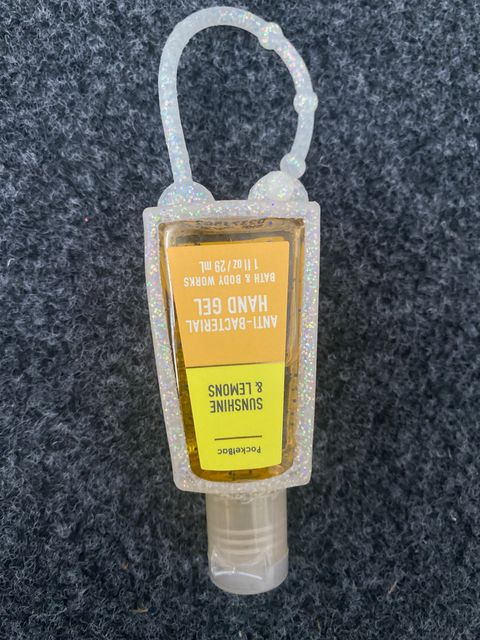 PocketBac
SUNSHINE
& LEMONS
ANTI-BACTERIAL
HAND GEL
BATH & BODY WORKS
1 fl oz / 29 mL